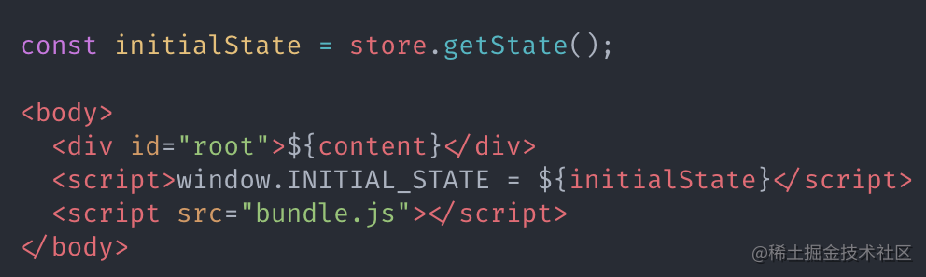 const initialState = store.getState();
<body>
<div id="root">${content}</div>
<script>window.INITIAL_STATE = ${initialState}</script>
<script src="bundle.js"></script>
</body>
@稀土掘金技术社区